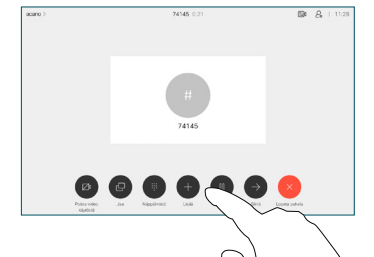 acano 74145 0:21 11:28
#
74145
Poista video käytöstä
Jaa
Näppäimistö
Lisää
Lopeta puhelu